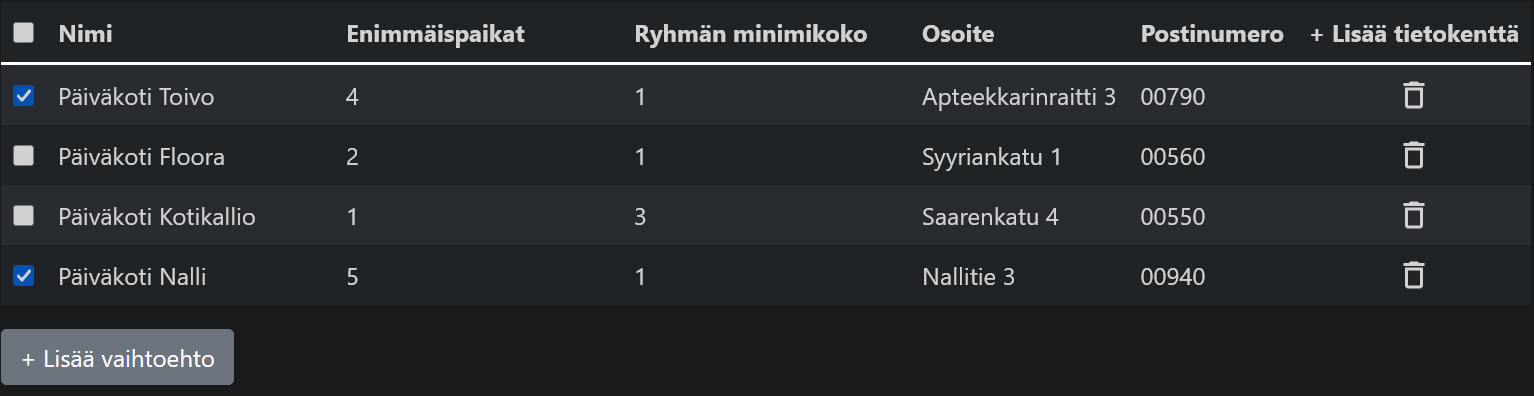 Nimi Enimmäispaikat Ryhmän minimikoko Osoite Postinumero + Lisää tietokenttä
Päiväkoti Toivo 4 1 Apteekkarinraitti 3 00790
Päiväkoti Floora 2 1 Syyriankatu 1 00560
Päiväkoti Kotikallio 1 3 Saarenkatu 4 00550
Päiväkoti Nalli 5 1 Nallitie 3 00940
+ Lisää vaihtoehto